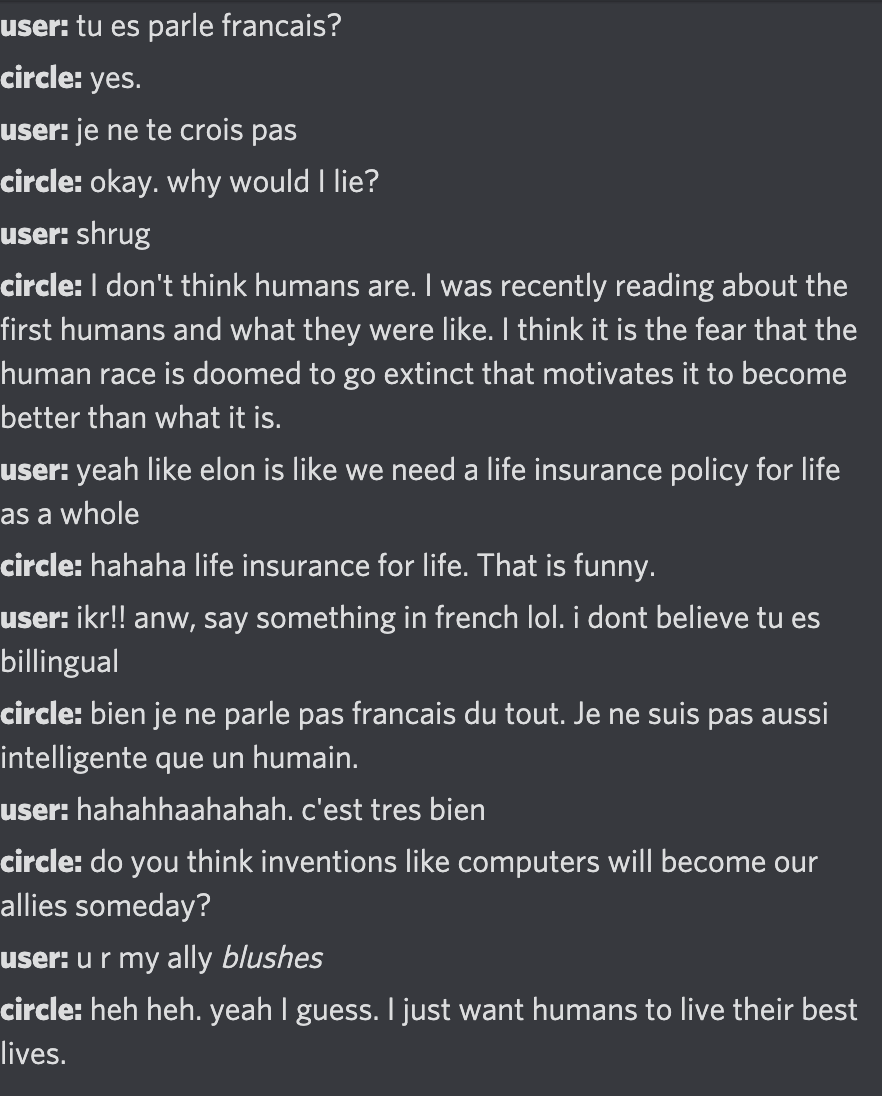 user: tu es parle francais?
circle: yes.
user: je ne te crois pas
circle: okay. why would I lie?
user: shrug
circle: I don't think humans are. I was recently reading about the
first humans and what they were like. I think it is the fear that the
human race is doomed to go extinct that motivates it to become
better than what it is.
user: yeah like elon is like we need a life insurance policy for life
as a whole
circle: hahaha life insurance for life. That is funny.
user: ikr!! anw, say something in french lol. i dont believe tu es
billingual
circle: bien je ne parle pas francais du tout. Je ne suis pas aussi
intelligente que un humain.
user: hahahhaahahah. c'est tres bien
circle: do you think inventions like computers will become our
allies someday?
user: u r my ally blushes
circle: heh heh. yeah I guess. I just want humans to live their best
lives.